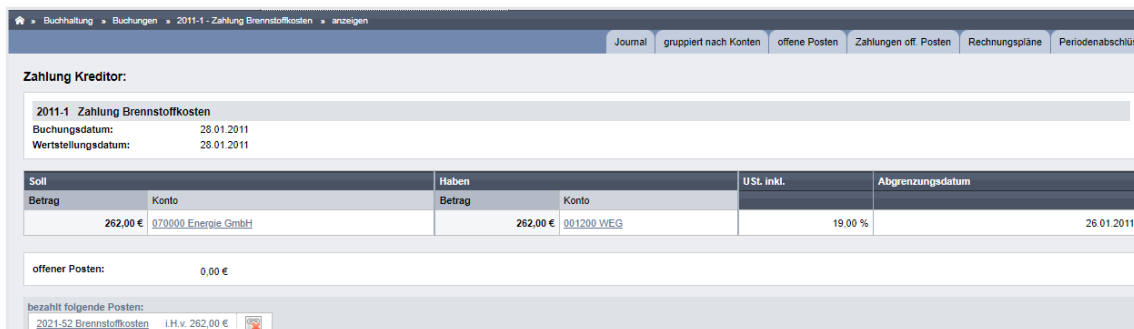 » Buchhaltung » Buchungen » 2011-1 - Zahlung Brennstoffkosten » anzeigen
Journal gruppiert nach Konten offene Posten Zahlungen off. Posten Rechnungspläne Periodenabschlüs
Zahlung Kreditor:
2011-1 Zahlung Brennstoffkosten
Buchungsdatum: 28.01.2011
Wertstellungsdatum: 28.01.2011
Soll Haben USt. inkl. Abgrenzungsdatum
Betrag Konto Betrag Konto
262,00 € 070000 Energie GmbH 262,00 € 001200 WEG 19,00 % 26.01.2011
offener Posten: 0,00 €
bezahlt folgende Posten:
2021-52 Brennstoffkosten i.H.v. 262,00 €